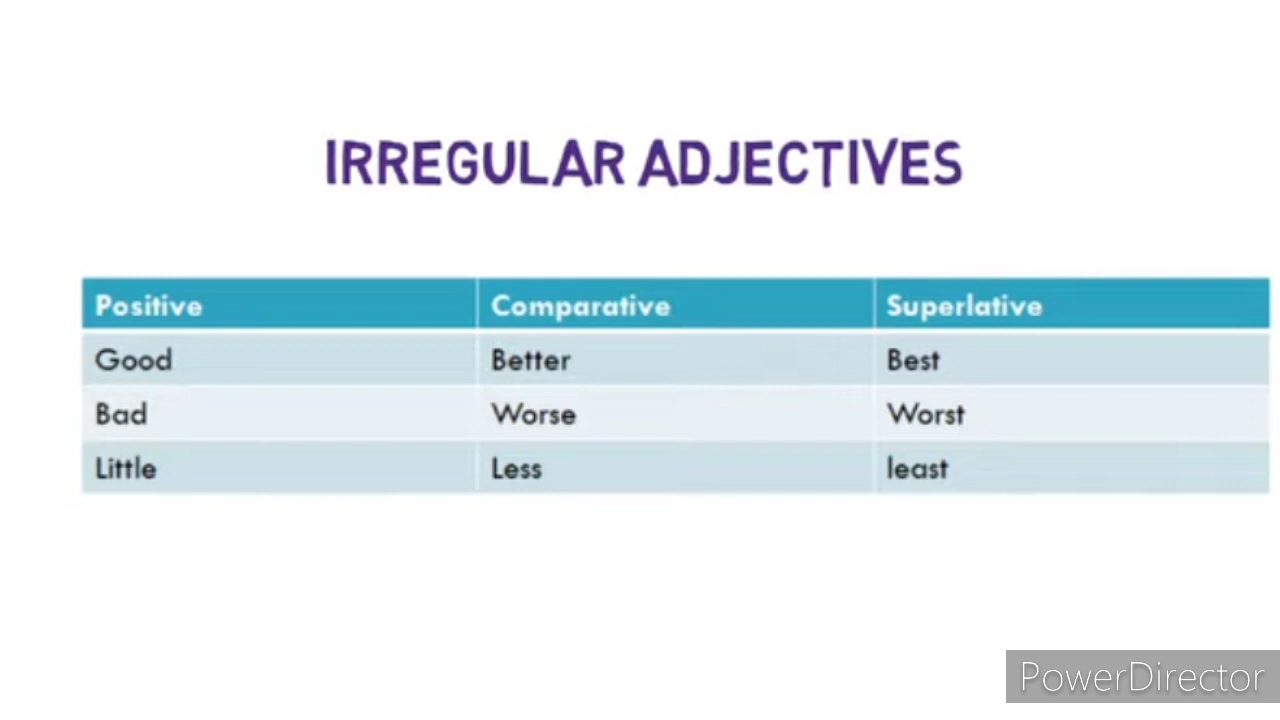 IRREGULAR ADJECTIVES
Positive Comparative Superlative
Good Better Best
Bad Worse Worst
Little Less least
PowerDirector